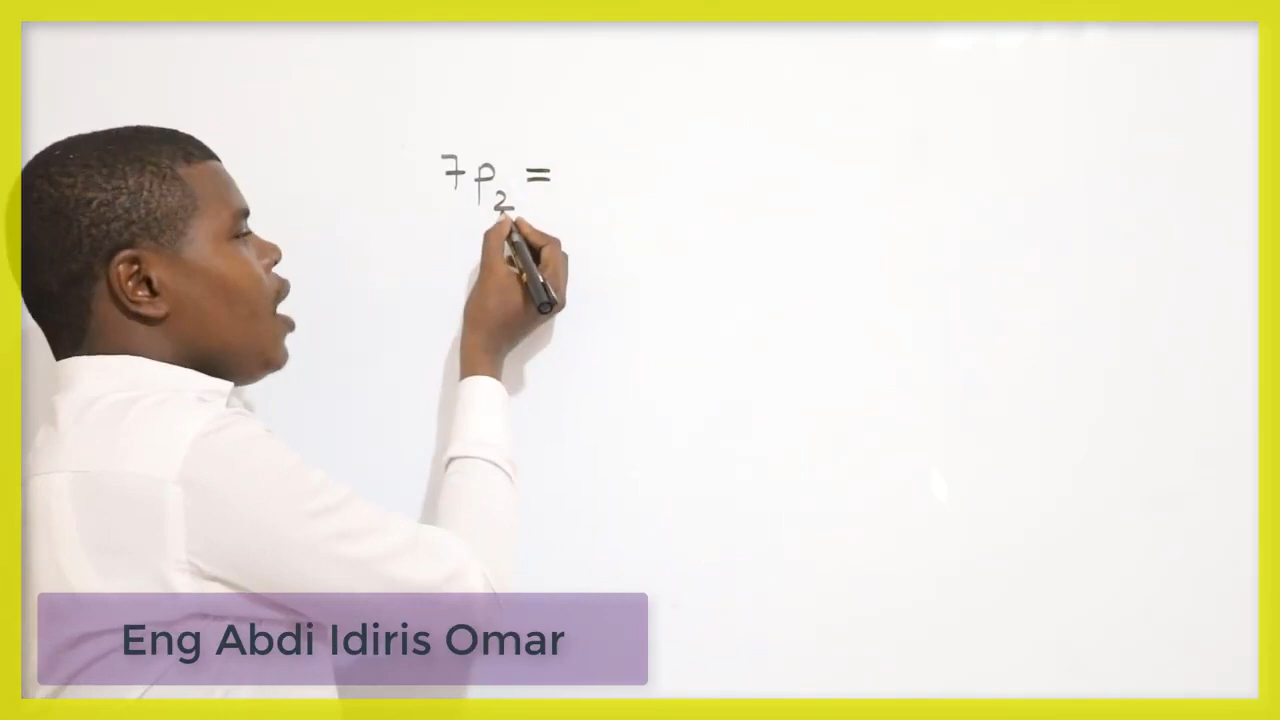 7P₂ =
Eng Abdi Idiris Omar